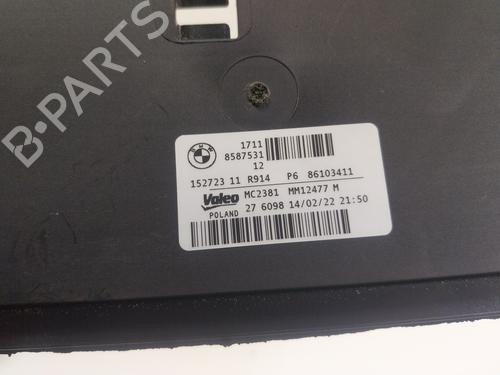 B-PARTS
BMW
1711
8587531
12
152723 11 R914 P6 86103411
Valeo MC2381 MM12477 M
POLAND 27 6098 14/02/22 21:50